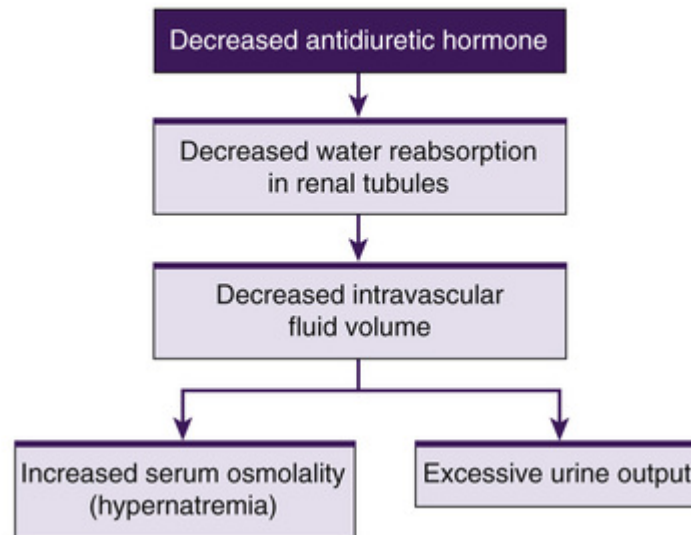 Decreased antidiuretic hormone
Decreased water reabsorption
in renal tubules
Decreased intravascular
fluid volume
Increased serum osmolality
(hypernatremia)
Excessive urine output